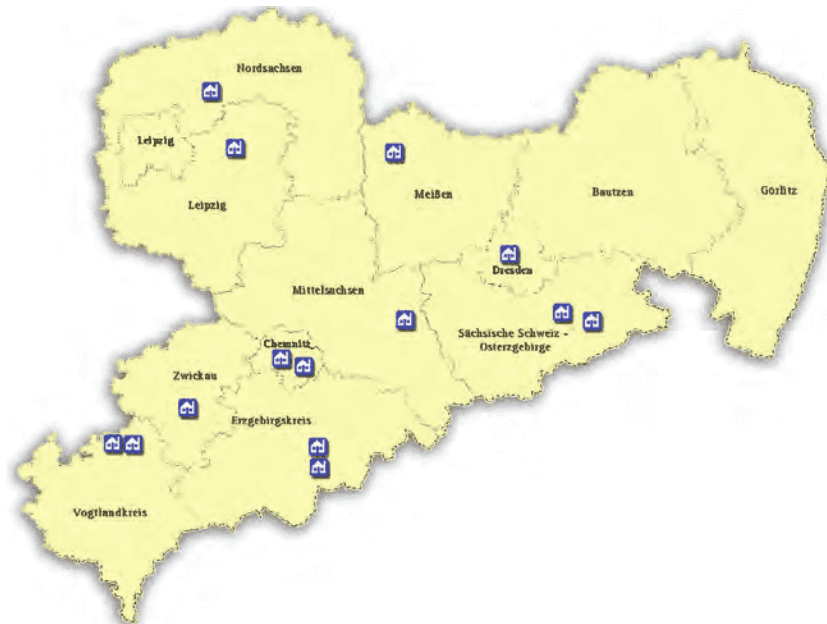 Nordsachsen
Leipzig
Leipzig
Meißen
Bautzen
Görlitz
Dresden
Mittelsachsen
Sächsische Schweiz -
Osterzgebirge
Chemnitz
Zwickau
Erzgebirgskreis
Vogtlandkreis